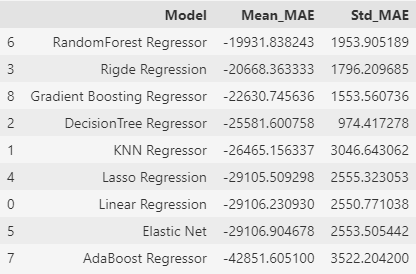 Model Mean_MAE Std_MAE
6 RandomForest Regressor -19931.838243 1953.905189
3 Rigde Regression -20668.363333 1796.209685
8 Gradient Boosting Regressor -22630.745636 1553.560736
2 DecisionTree Regressor -25581.600758 974.417278
1 KNN Regressor -26465.156337 3046.643062
4 Lasso Regression -29105.509298 2555.323053
0 Linear Regression -29106.230930 2550.771038
5 Elastic Net -29106.904678 2553.505442
7 AdaBoost Regressor -42851.605100 3522.204200